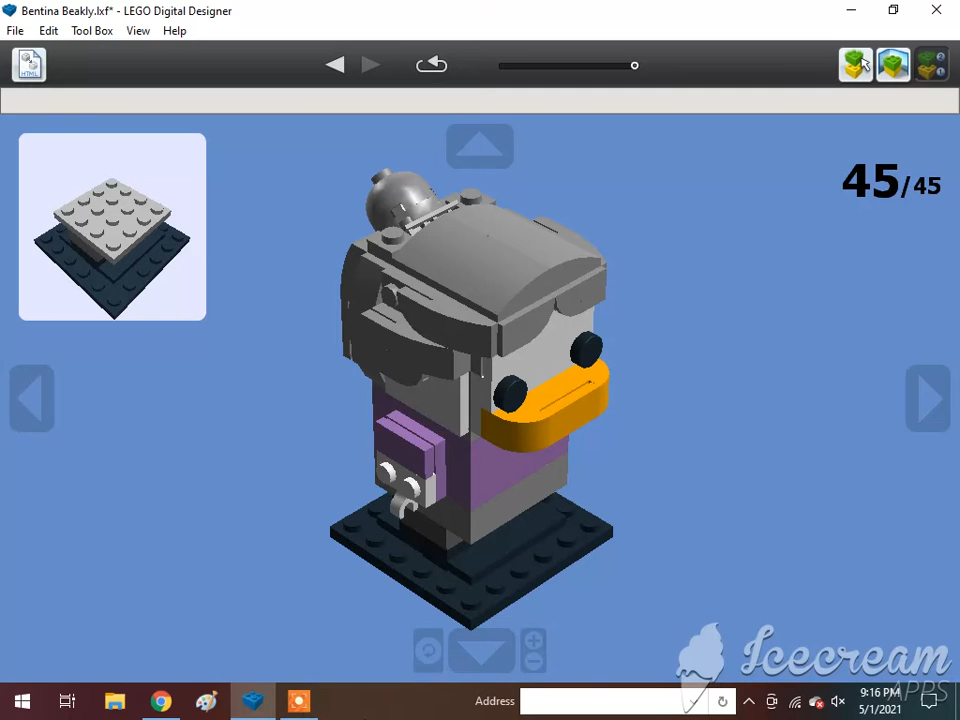 Bentina Beakly.lxf* - LEGO Digital Designer
File Edit Tool Box View Help
HTML
45/45
Icecream
APPS
Address
9:16 PM
5/1/2021